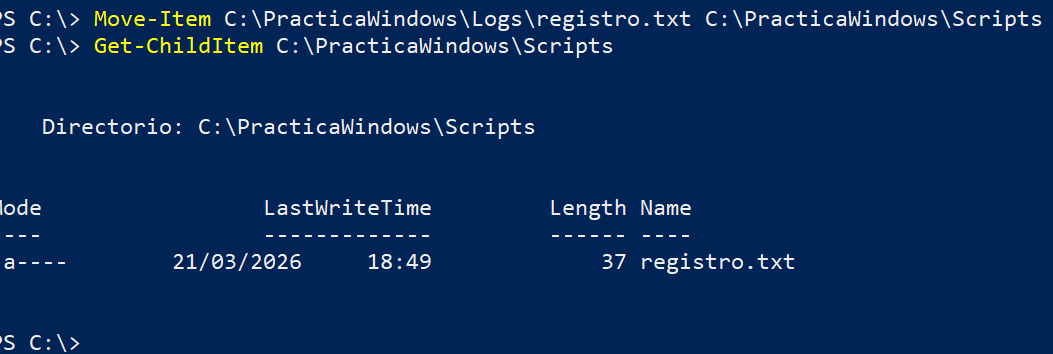 PS C:\> Move-Item C:\PracticaWindows\Logs\registro.txt C:\PracticaWindows\Scripts
PS C:\> Get-ChildItem C:\PracticaWindows\Scripts
Directorio: C:\PracticaWindows\Scripts
Mode LastWriteTime Length Name
---- ------------- ------ ----
-a---- 21/03/2026 18:49 37 registro.txt
PS C:\>